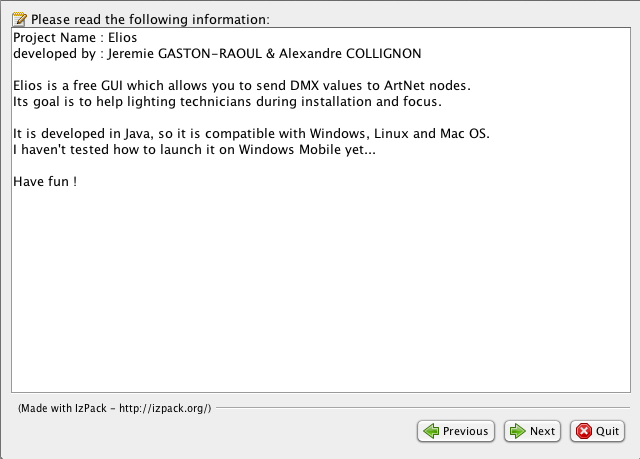 Please read the following information:
Project Name : Elios
developed by : Jeremie GASTON-RAOUL & Alexandre COLLIGNON
Elios is a free GUI which allows you to send DMX values to ArtNet nodes.
Its goal is to help lighting technicians during installation and focus.
It is developed in Java, so it is compatible with Windows, Linux and Mac OS.
I haven't tested how to launch it on Windows Mobile yet...
Have fun !
(Made with IzPack - http://izpack.org/)
Previous Next Quit